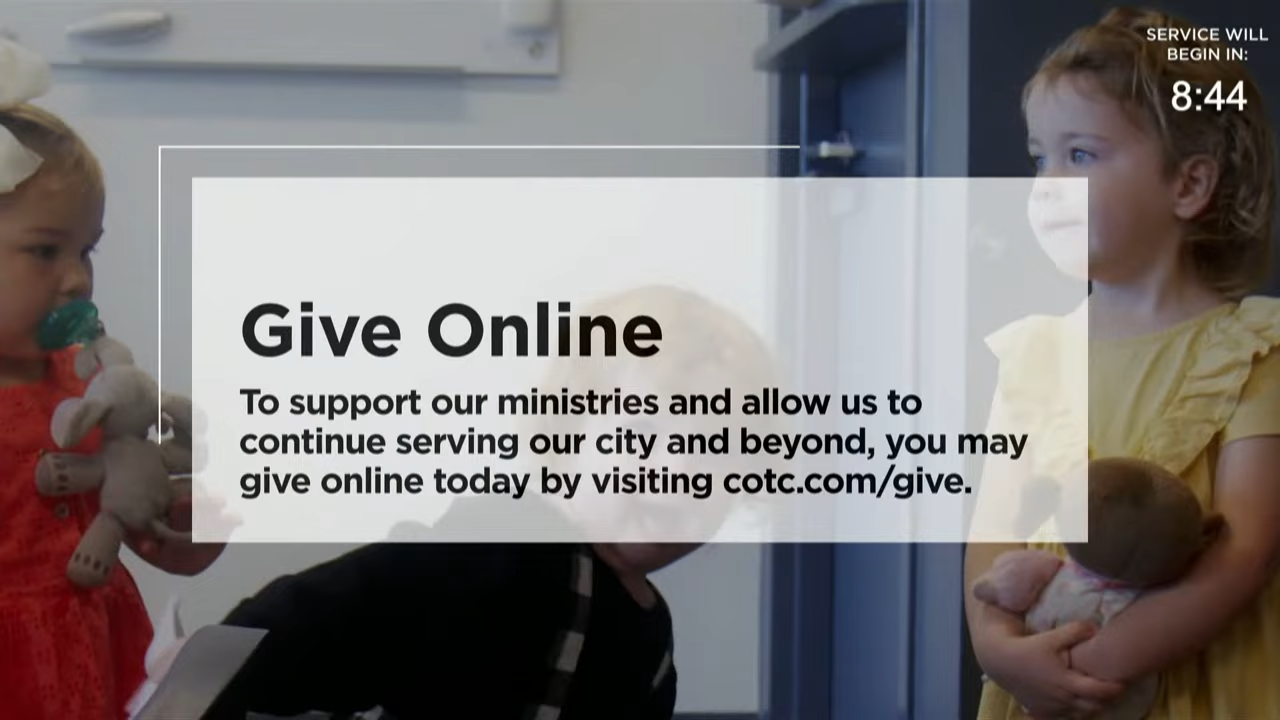 SERVICE WILL
BEGIN IN:
8:44
Give Online
To support our ministries and allow us to
continue serving our city and beyond, you may
give online today by visiting cotc.com/give.